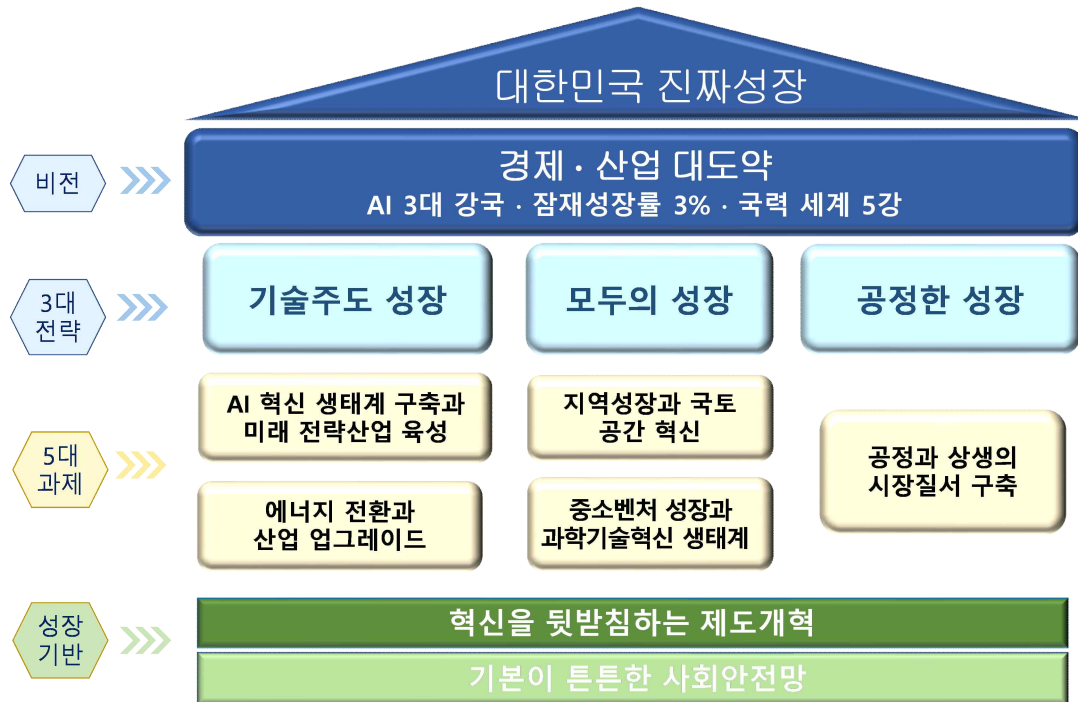 대한민국 진짜성장
비전
경제 · 산업 대도약
AI 3대 강국 · 잠재성장률 3% · 국력 세계 5강
3대
전략
기술주도 성장
모두의 성장
공정한 성장
5대
과제
AI 혁신 생태계 구축과
미래 전략산업 육성
지역성장과 국토
공간 혁신
공정과 상생의
시장질서 구축
에너지 전환과
산업 업그레이드
중소벤처 성장과
과학기술혁신 생태계
성장
기반
혁신을 뒷받침하는 제도개혁
기본이 튼튼한 사회안전망